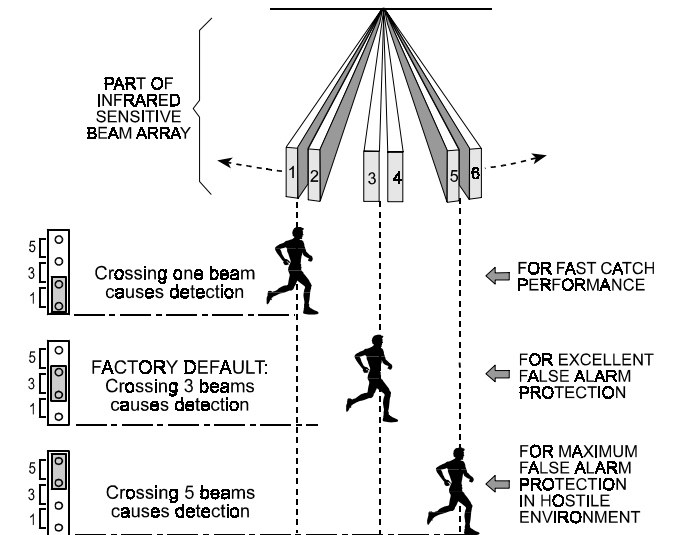 PART OF
INFRARED
SENSITIVE
BEAM ARRAY
1 2 3 4 5 6
5
3
1
Crossing one beam
causes detection
FOR FAST CATCH
PERFORMANCE
5
3
1
FACTORY DEFAULT:
Crossing 3 beams
causes detection
FOR EXCELLENT
FALSE ALARM
PROTECTION
5
3
1
Crossing 5 beams
causes detection
FOR MAXIMUM
FALSE ALARM
PROTECTION
IN HOSTILE
ENVIRONMENT